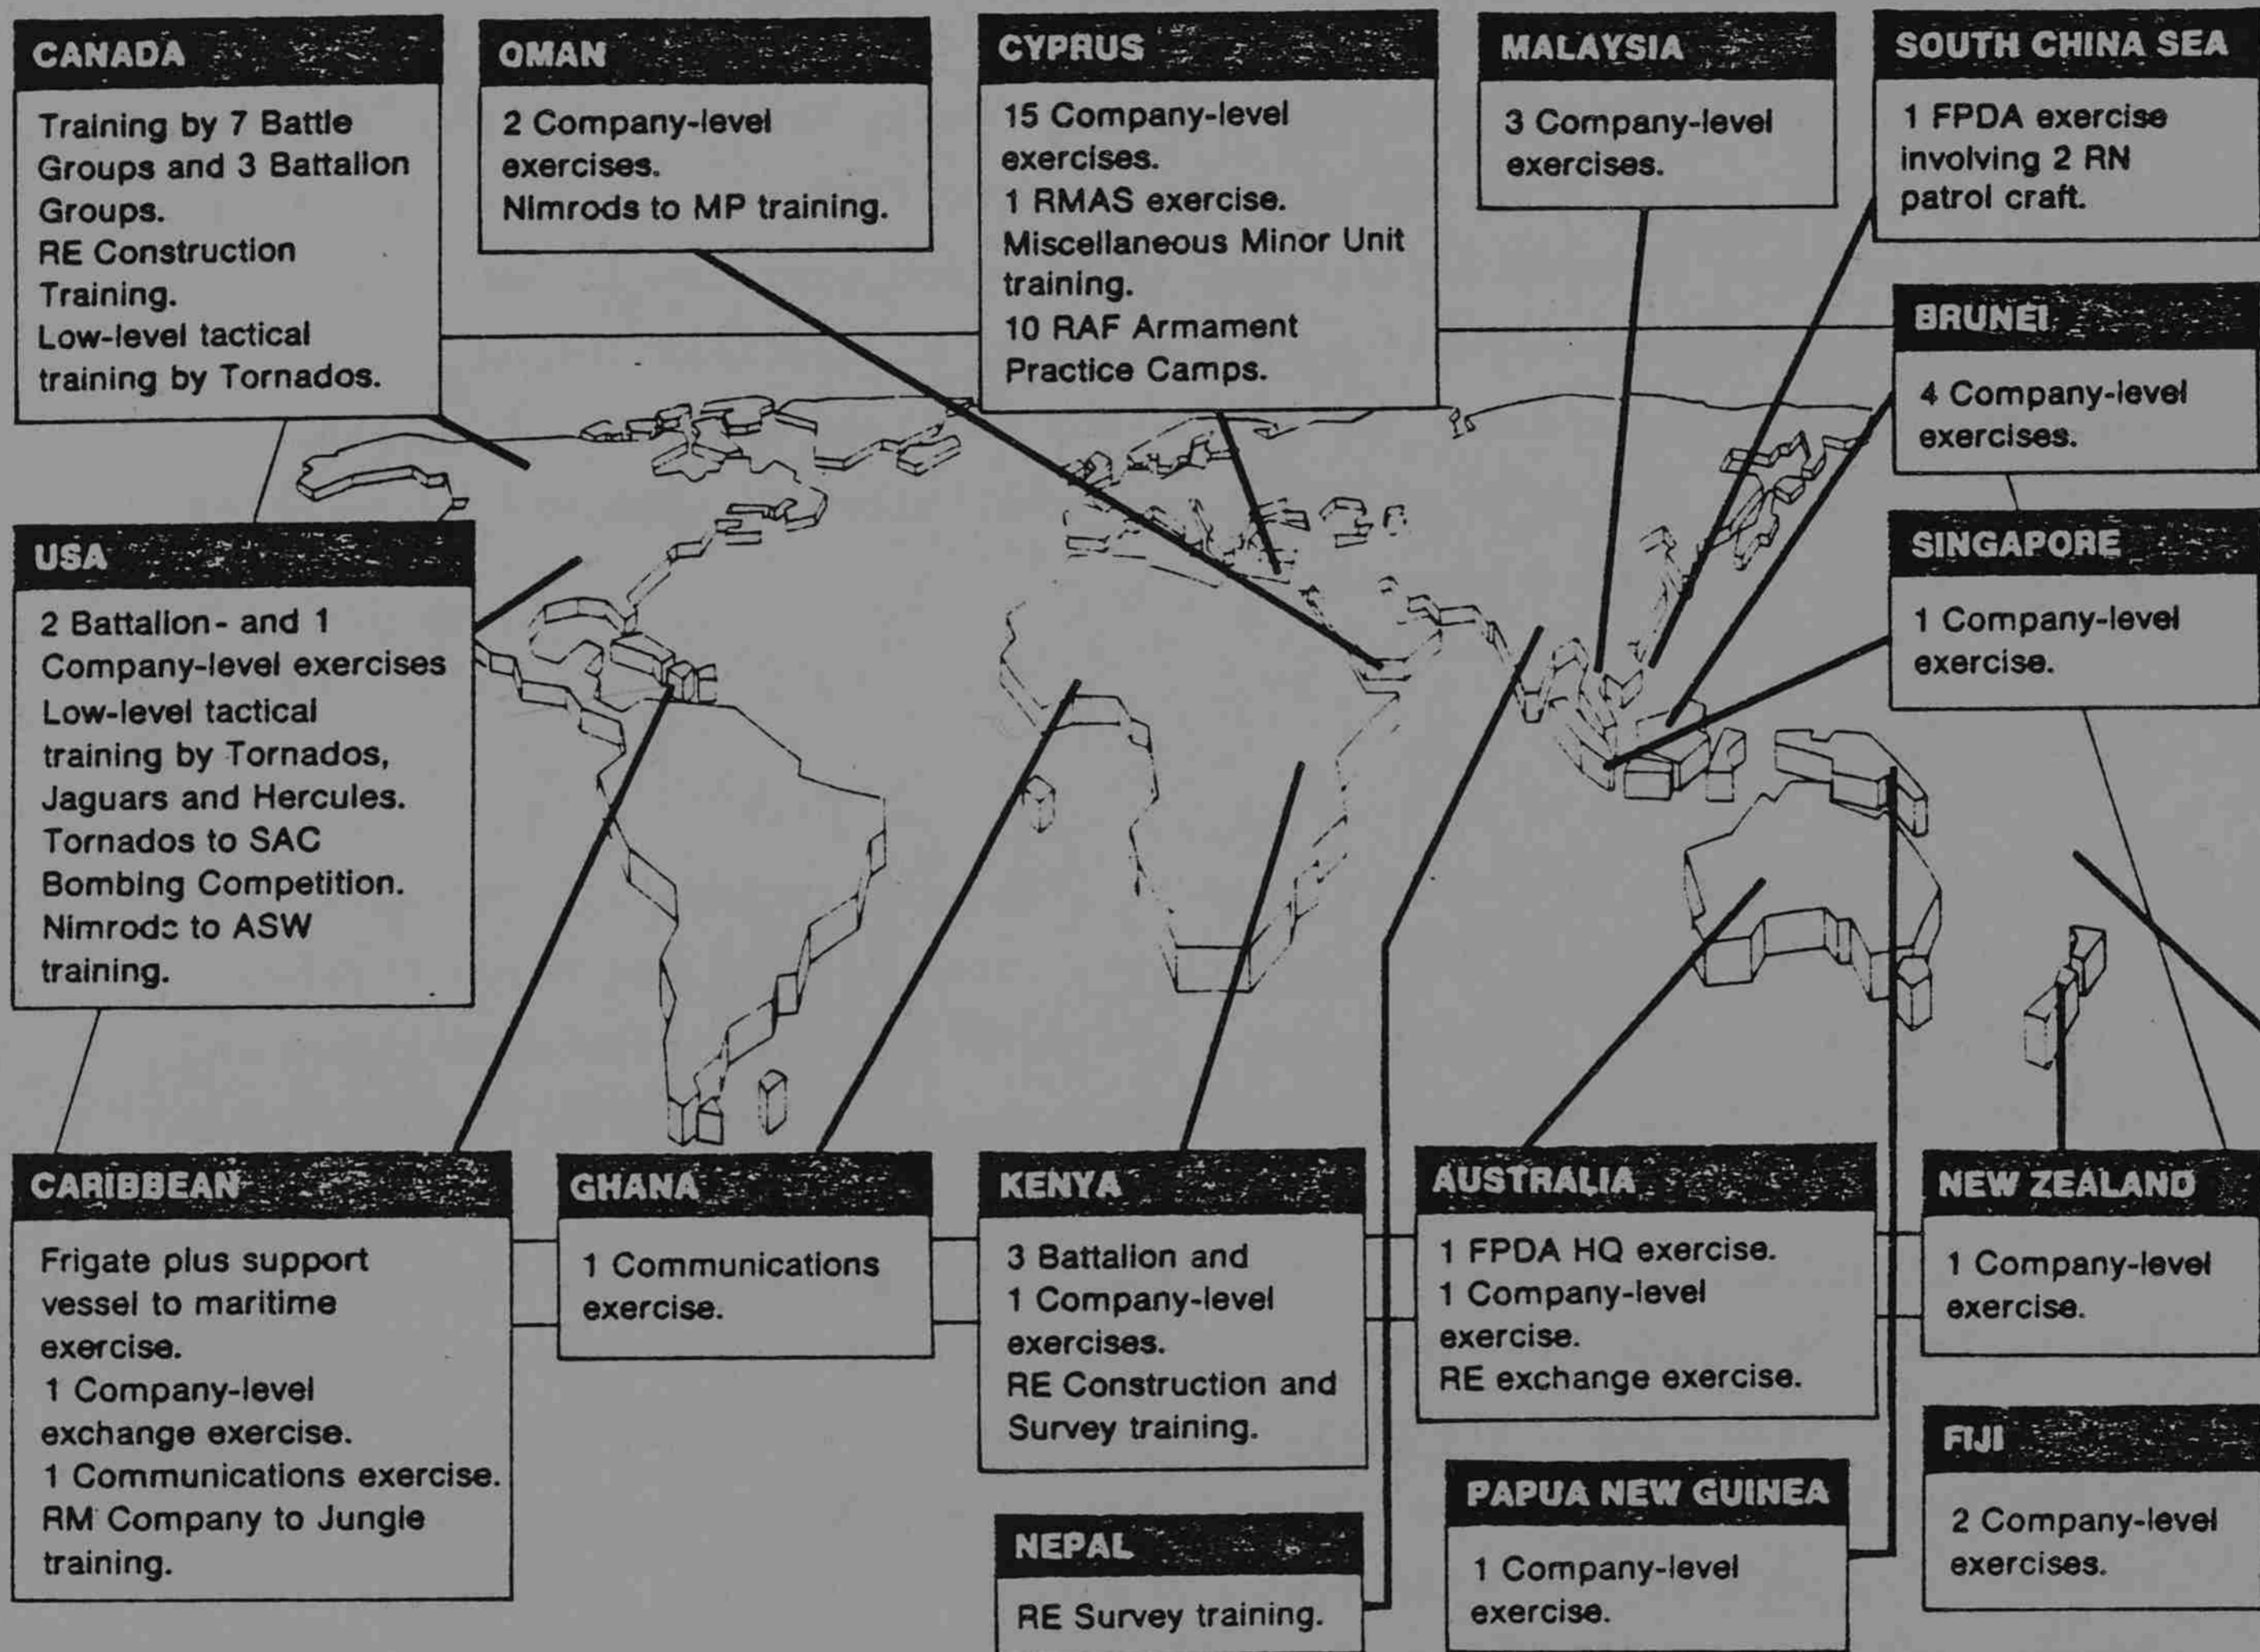 CANADA
Training by 7 Battle
Groups and 3 Battalion
Groups.
RE Construction
Training.
Low-level tactical
training by Tornados.
OMAN
2 Company-level
exercises.
Nimrods to MP training.
CYPRUS
15 Company-level
exercises.
1 RMAS exercise.
Miscellaneous Minor Unit
training.
10 RAF Armament
Practice Camps.
MALAYSIA
3 Company-level
exercises.
SOUTH CHINA SEA
1 FPDA exercise
involving 2 RN
patrol craft.
BRUNEI
4 Company-level
exercises.
USA
2 Battalion- and 1
Company-level exercises
Low-level tactical
training by Tornados,
Jaguars and Hercules.
Tornados to SAC
Bombing Competition.
Nimrods to ASW
training.
SINGAPORE
1 Company-level
exercise.
CARIBBEAN
Frigate plus support
vessel to maritime
exercise.
1 Company-level
exchange exercise.
1 Communications exercise.
RM Company to Jungle
training.
GHANA
1 Communications
exercise.
KENYA
3 Battalion and
1 Company-level
exercises.
RE Construction and
Survey training.
AUSTRALIA
1 FPDA HQ exercise.
1 Company-level
exercise.
RE exchange exercise.
NEW ZEALAND
1 Company-level
exercise.
NEPAL
RE Survey training.
PAPUA NEW GUINEA
1 Company-level
exercise.
FIJI
2 Company-level
exercises.